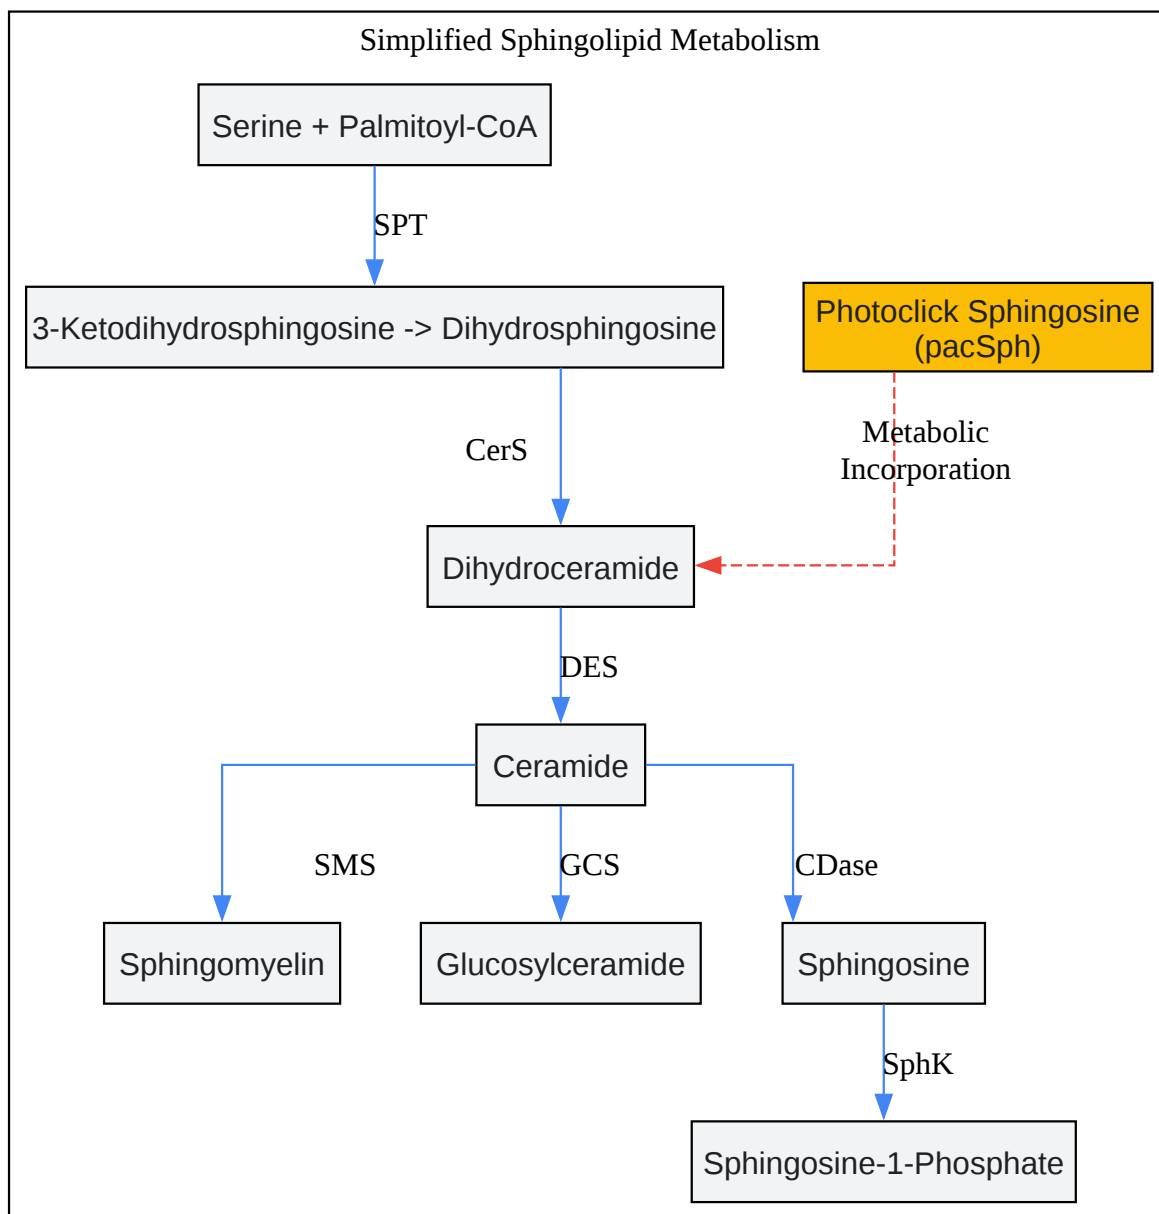 Simplified Sphingolipid Metabolism
Serine + Palmitoyl-CoA
SPT
3-Ketodihydrosphingosine -> Dihydrosphingosine
Photoclick Sphingosine
(pacSph)
CerS
Metabolic
Incorporation
Dihydroceramide
DES
Ceramide
SMS
GCS
CDase
Sphingomyelin
Glucosylceramide
Sphingosine
SphK
Sphingosine-1-Phosphate